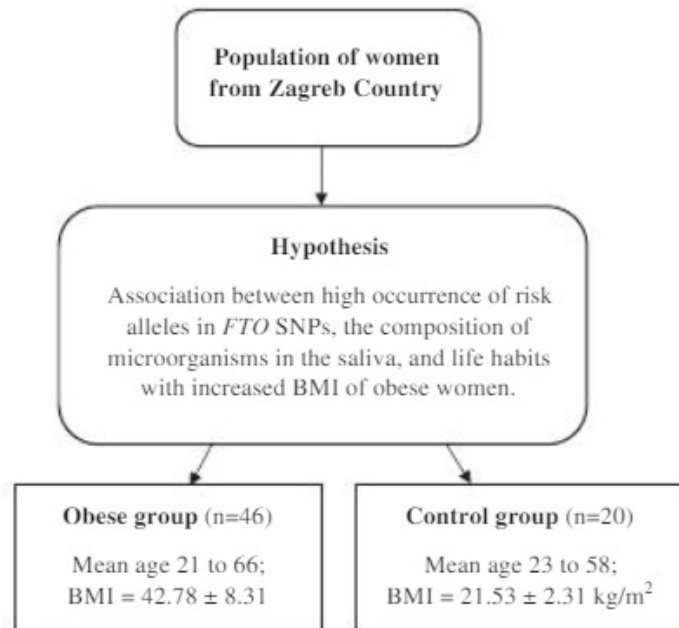 Population of women
from Zagreb Country
Hypothesis
Association between high occurrence of risk
alleles in FTO SNPs, the composition of
microorganisms in the saliva, and life habits
with increased BMI of obese women.
Obese group (n=46)
Mean age 21 to 66;
BMI = 42.78 ± 8.31
Control group (n=20)
Mean age 23 to 58;
BMI = 21.53 ± 2.31 kg/m²